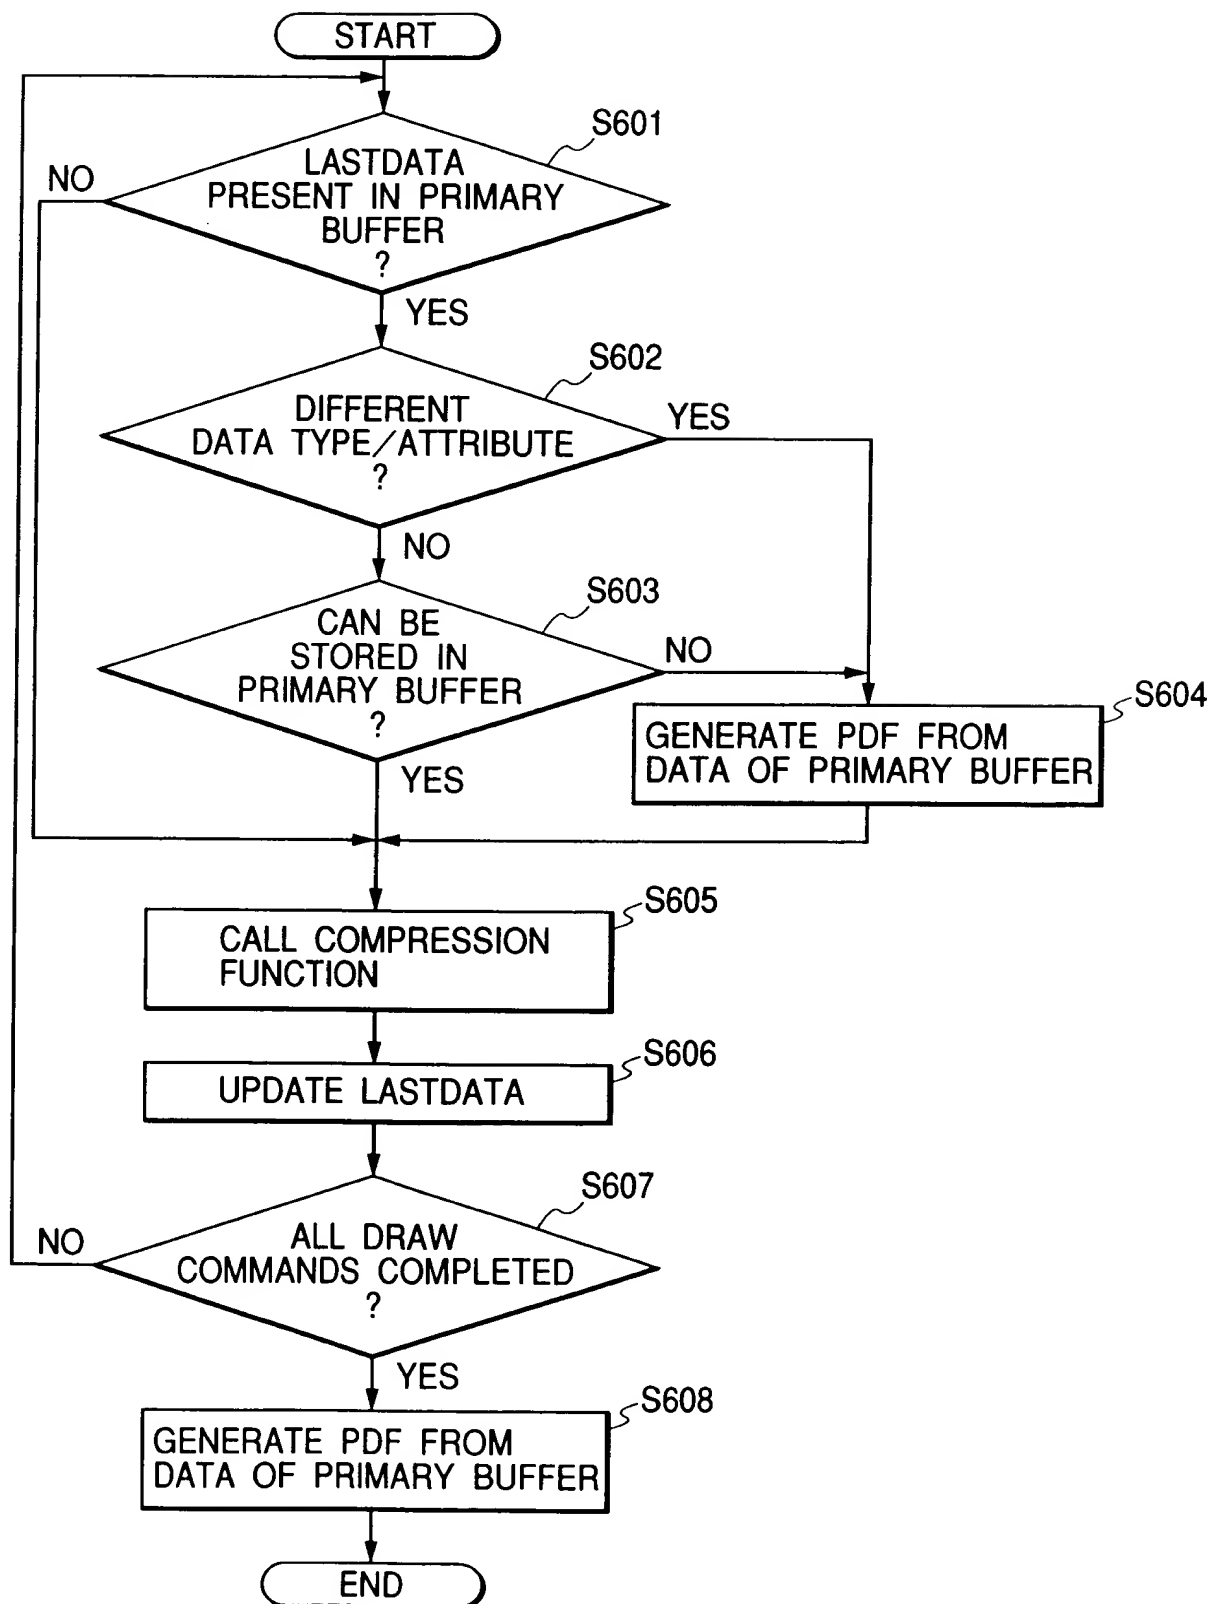 START
S601
NO
LASTDATA
PRESENT IN PRIMARY
BUFFER
?
YES
S602
DIFFERENT
DATA TYPE/ATTRIBUTE
?
YES
NO
S603
CAN BE
STORED IN
PRIMARY BUFFER
?
NO
YES
S604
GENERATE PDF FROM
DATA OF PRIMARY BUFFER
S605
CALL COMPRESSION
FUNCTION
S606
UPDATE LASTDATA
S607
NO
ALL DRAW
COMMANDS COMPLETED
?
YES
S608
GENERATE PDF FROM
DATA OF PRIMARY BUFFER
END